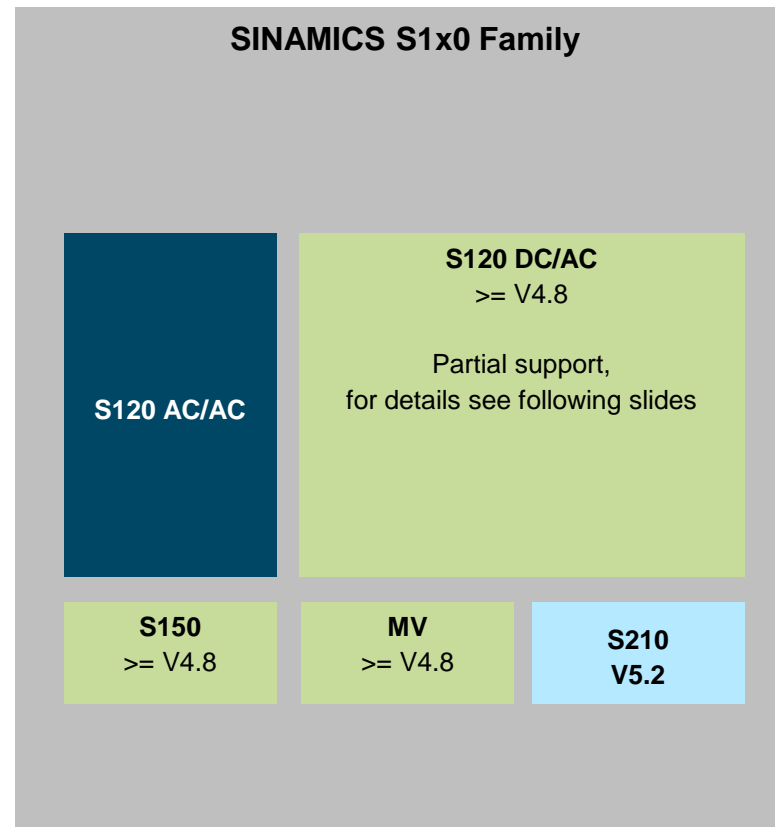 SINAMICS S1x0 Family
S120 AC/AC
S120 DC/AC
>= V4.8
Partial support,
for details see following slides
S150
>= V4.8
MV
>= V4.8
S210
V5.2